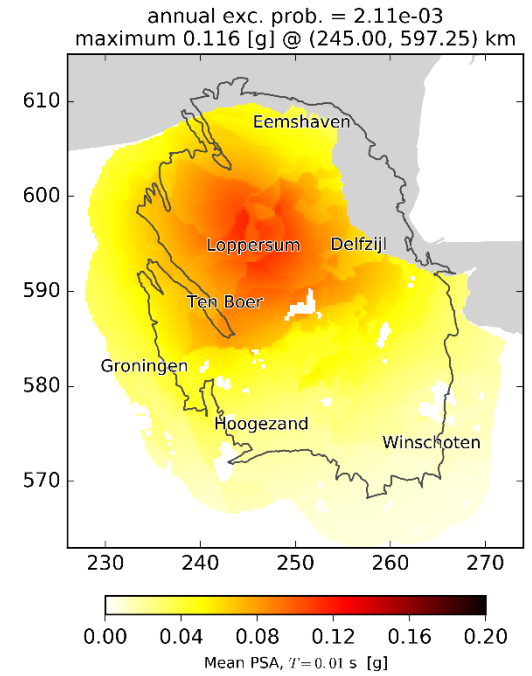 annual exc. prob. = 2.11e-03
maximum 0.116 [g] @ (245.00, 597.25) km
610
Eemshaven
600
Loppersum Delfzijl
590
Ten Boer
Groningen
580
Hoogezand
Winschoten
570
230 240 250 260 270
0.00 0.04 0.08 0.12 0.16 0.20
Mean PSA, T=0.01 s [g]